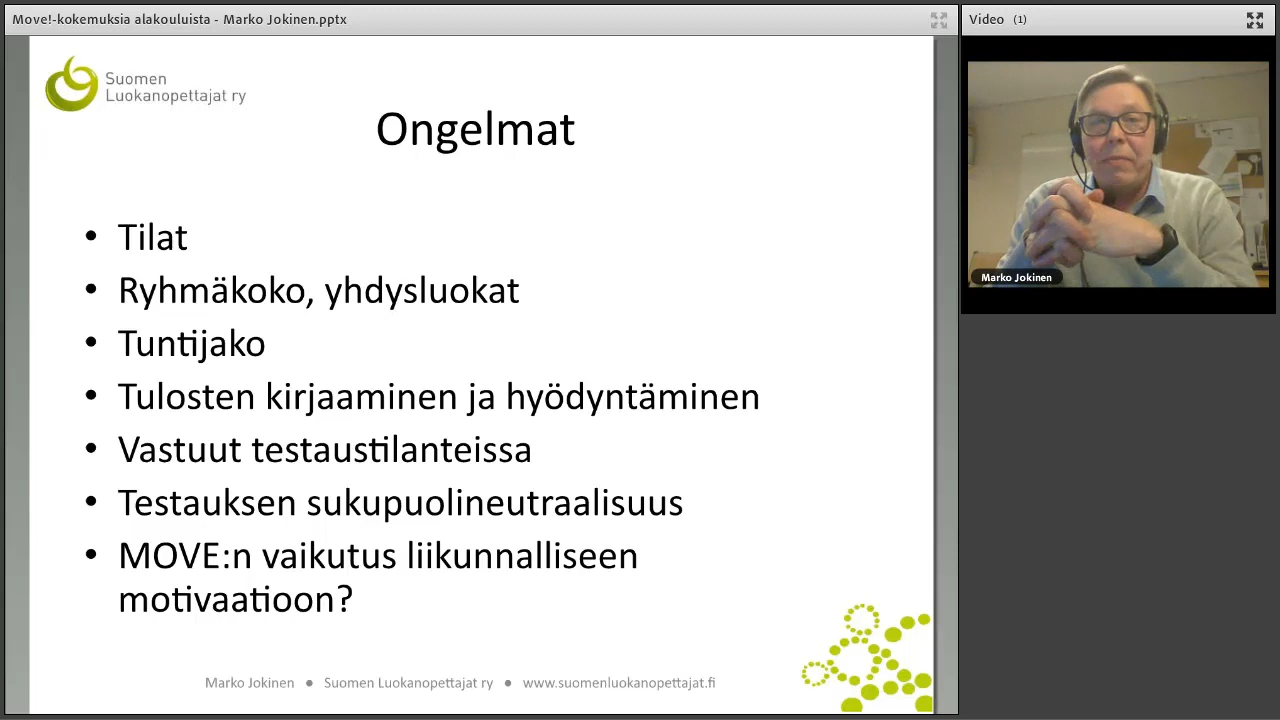 Move!-kokemuksia alakouluista - Marko Jokinen.pptx
Video (1)
Suomen
Luokanopettajat ry
Ongelmat
• Tilat
• Ryhmäkoko, yhdysluokat
• Tuntijako
• Tulosten kirjaaminen ja hyödyntäminen
• Vastuut testaustilanteissa
• Testauksen sukupuolineutraalisuus
• MOVE:n vaikutus liikunnalliseen
motivaatioon?
Marko Jokinen • Suomen Luokanopettajat ry • www.suomenluokanopettajat.fi
Marko Jokinen